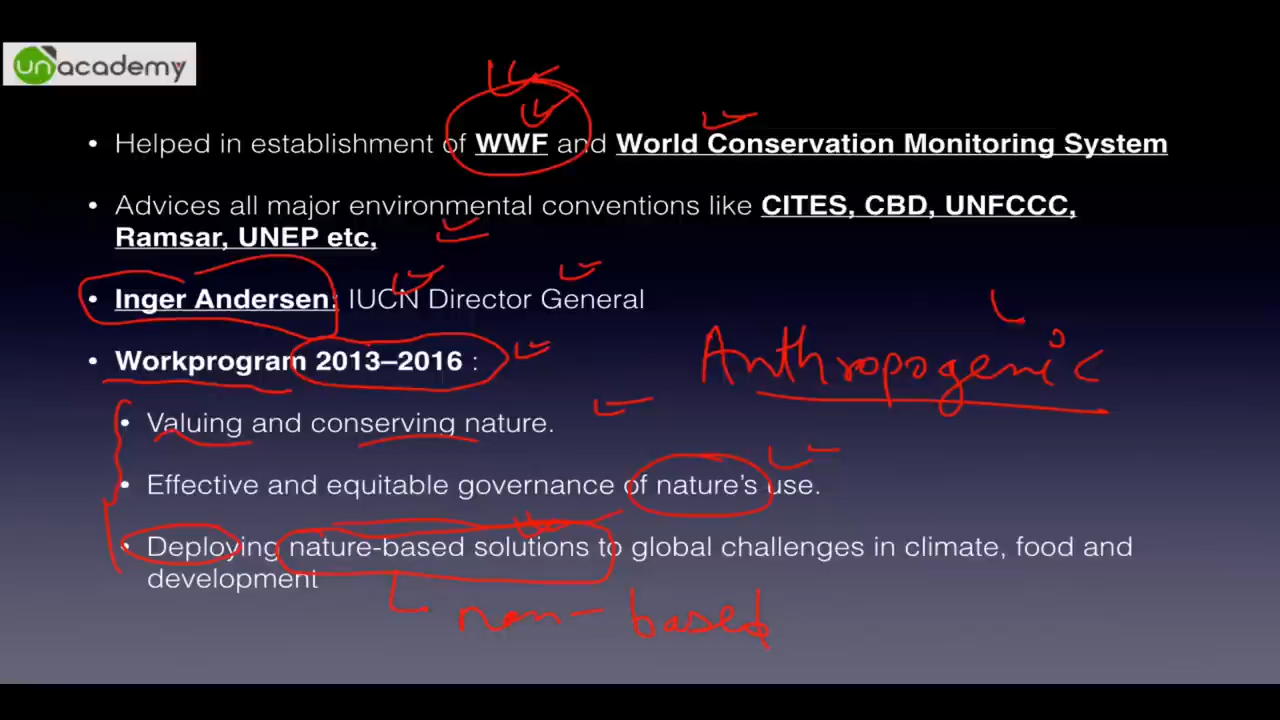 unacademy
• Helped in establishment of WWF and World Conservation Monitoring System
• Advices all major environmental conventions like CITES, CBD, UNFCCC,
Ramsar, UNEP etc,
• Inger Andersen: IUCN Director General
• Workprogram 2013–2016 :
Anthropogenic
• Valuing and conserving nature.
• Effective and equitable governance of nature's use.
• Deploying nature-based solutions to global challenges in climate, food and
development
man- based